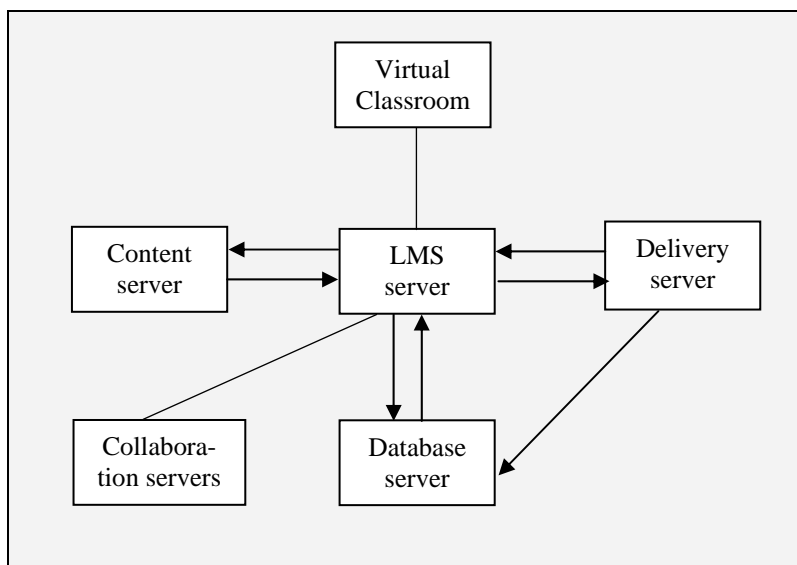 Virtual
Classroom
Content
server
LMS
server
Delivery
server
Collabora-
tion servers
Database
server